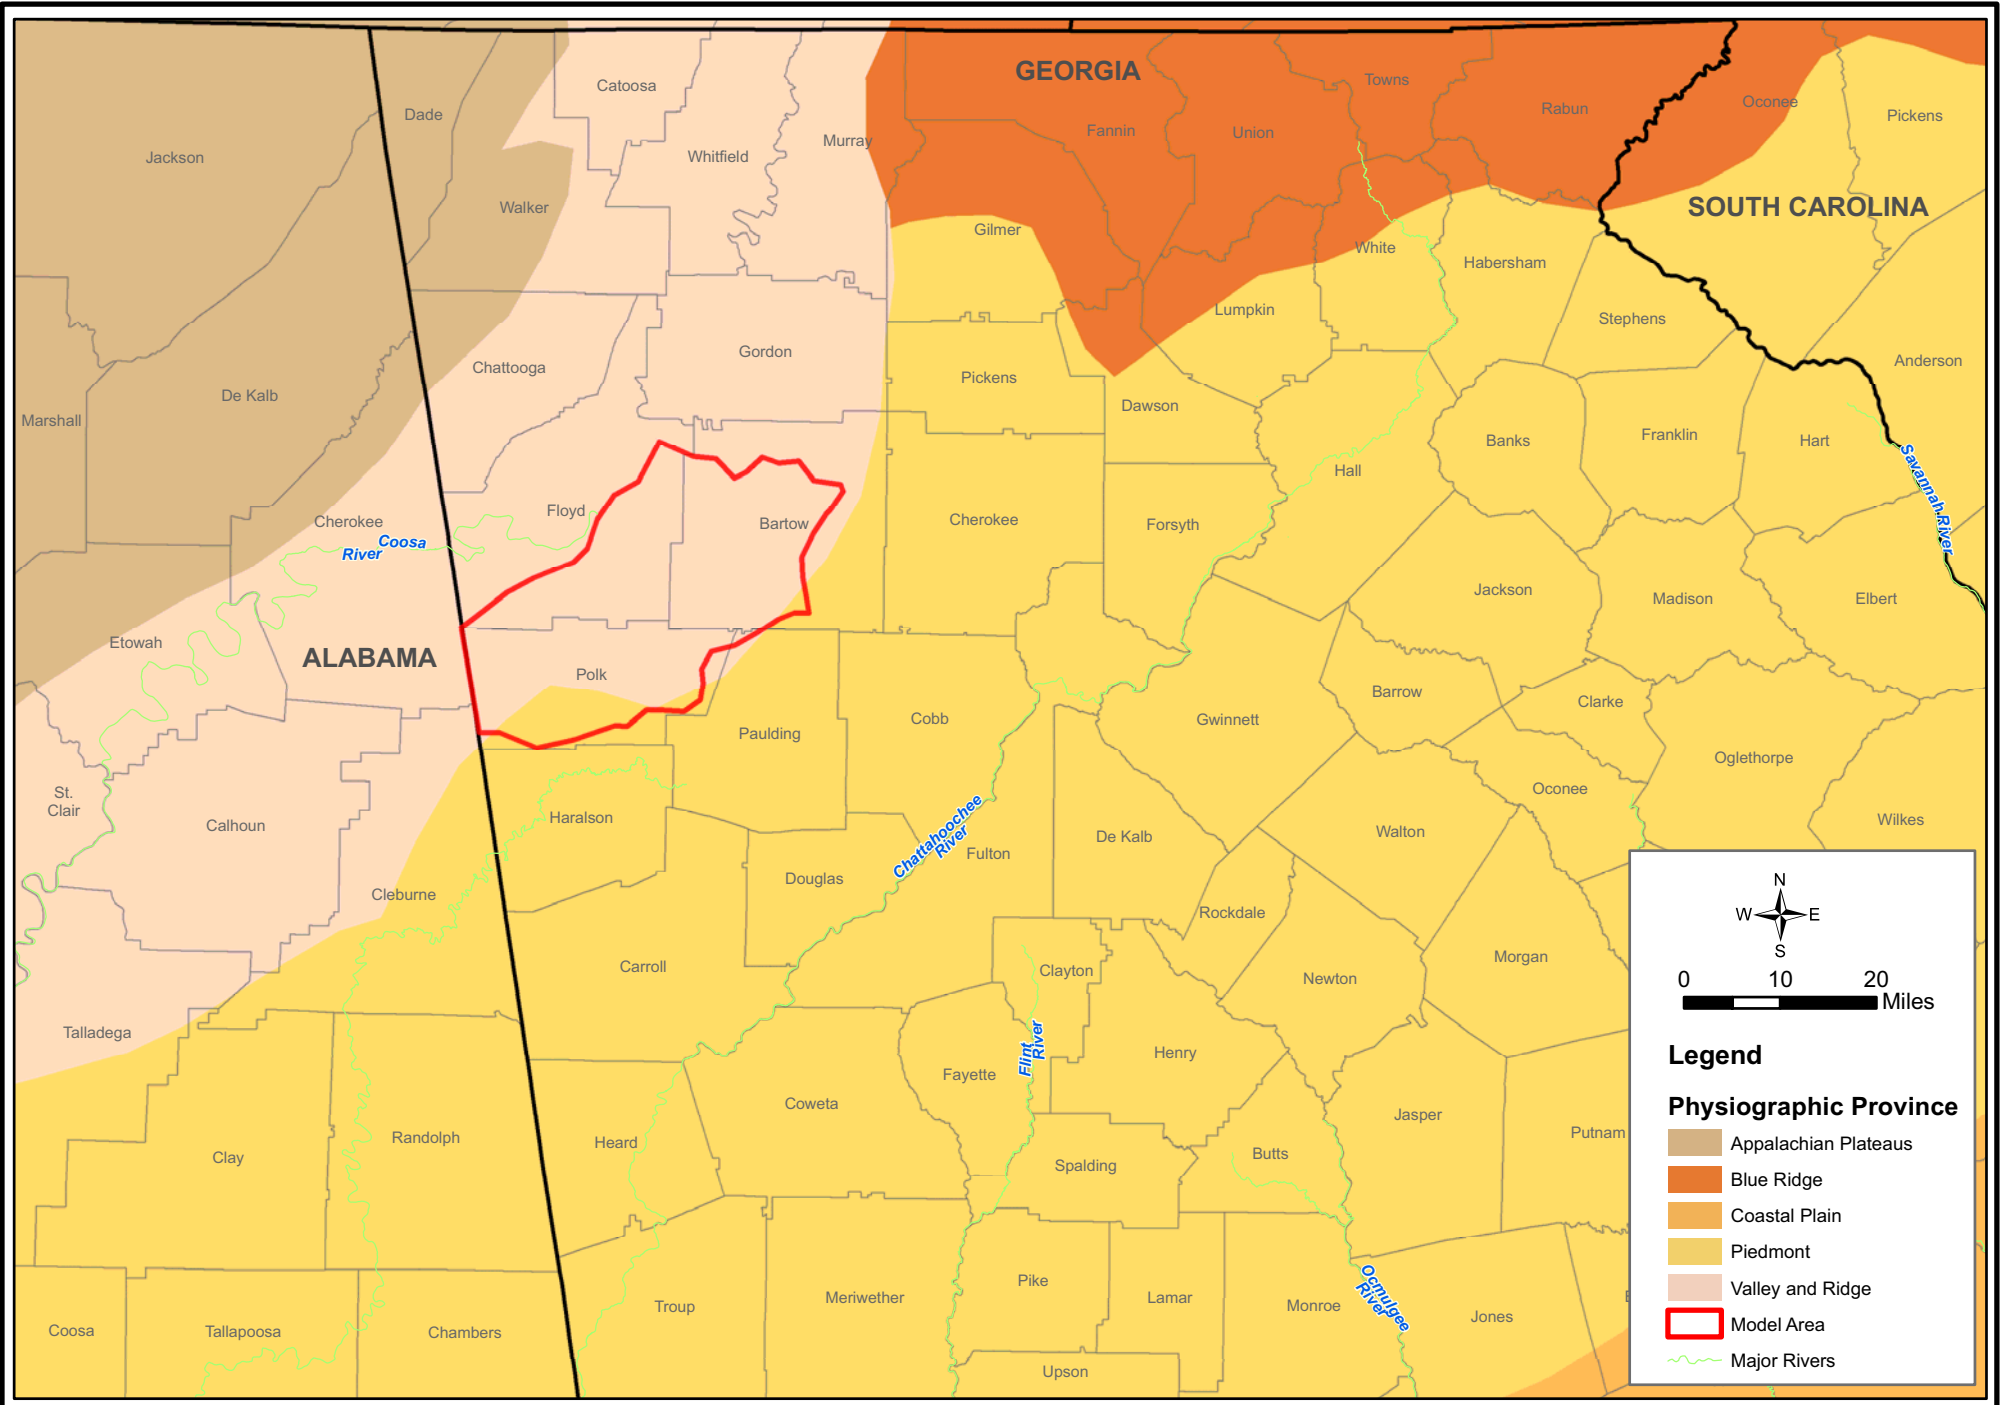 GEORGIA
Towns
Catoosa
Oconee
Rabun
Dade
Pickens
Fannin
Union
Murray
Whitfield
Jackson
Walker
SOUTH CAROLINA
Gilmer
White
Habersham
Lumpkin
Stephens
Gordon
Anderson
Chattooga
Pickens
De Kalb
Dawson
Marshall
Franklin
Banks
Hart
Hall
Savannah River
Floyd
Cherokee
Bartow
Cherokee
Forsyth
Coosa
River
Jackson
Madison
Elbert
Etowah
ALABAMA
Polk
Barrow
Clarke
Cobb
Gwinnett
Paulding
Oglethorpe
Oconee
St.
Clair
Haralson
Calhoun
Chattahoochee
River
Walton
De Kalb
Wilkes
Fulton
Douglas
Cleburne
Rockdale
Carroll
Clayton
Newton
Morgan
Talladega
Flint
River
Henry
Fayette
Coweta
Jasper
Putnam
Randolph
Heard
Clay
Butts
Spalding
Pike
Ocmulgee
River
Meriwether
Lamar
Monroe
Troup
Jones
Coosa
Tallapoosa
Chambers
Upson
N
W
E
S
0 10 20
Miles
Legend
Physiographic Province
Appalachian Plateaus
Blue Ridge
Coastal Plain
Piedmont
Valley and Ridge
Model Area
Major Rivers